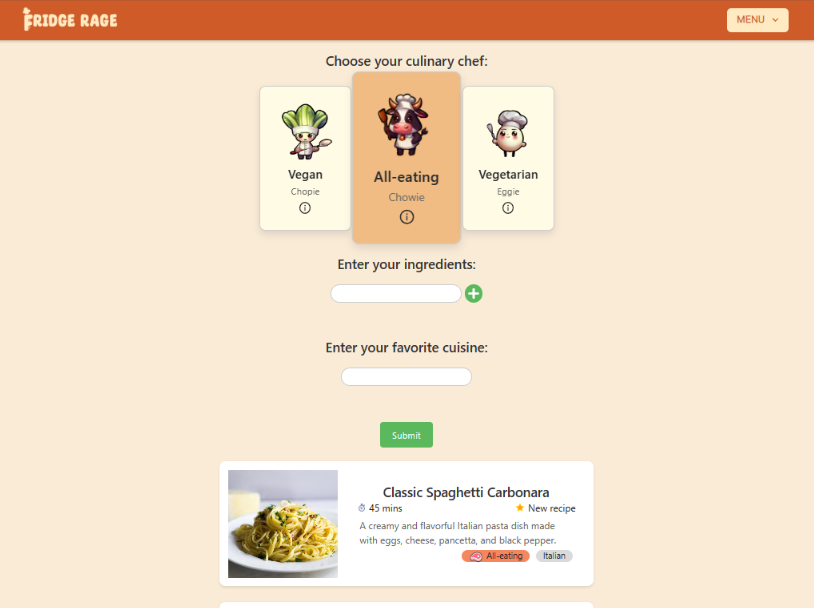 FRIDGE RAGE
MENU
Choose your culinary chef:
Vegan
Chopie
All-eating
Chowie
Vegetarian
Eggie
Enter your ingredients:
Enter your favorite cuisine:
Submit
Classic Spaghetti Carbonara
45 mins
New recipe
A creamy and flavorful Italian pasta dish made
with eggs, cheese, pancetta, and black pepper.
All-eating
Italian